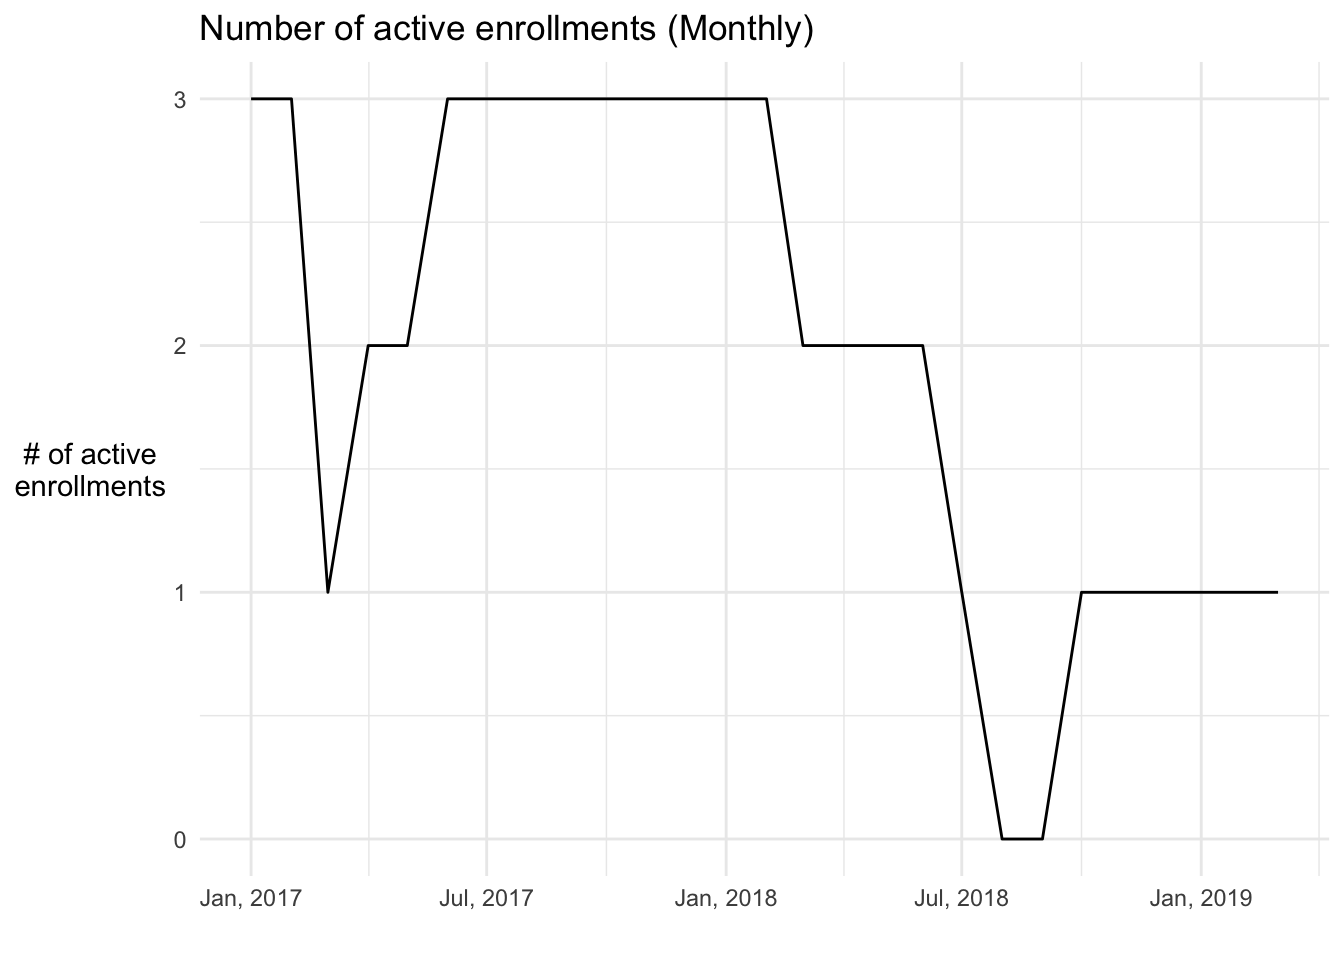 Number of active enrollments (Monthly)
3
2
# of active
enrollments
1
0
Jan, 2017
Jul, 2017
Jan, 2018
Jul, 2018
Jan, 2019